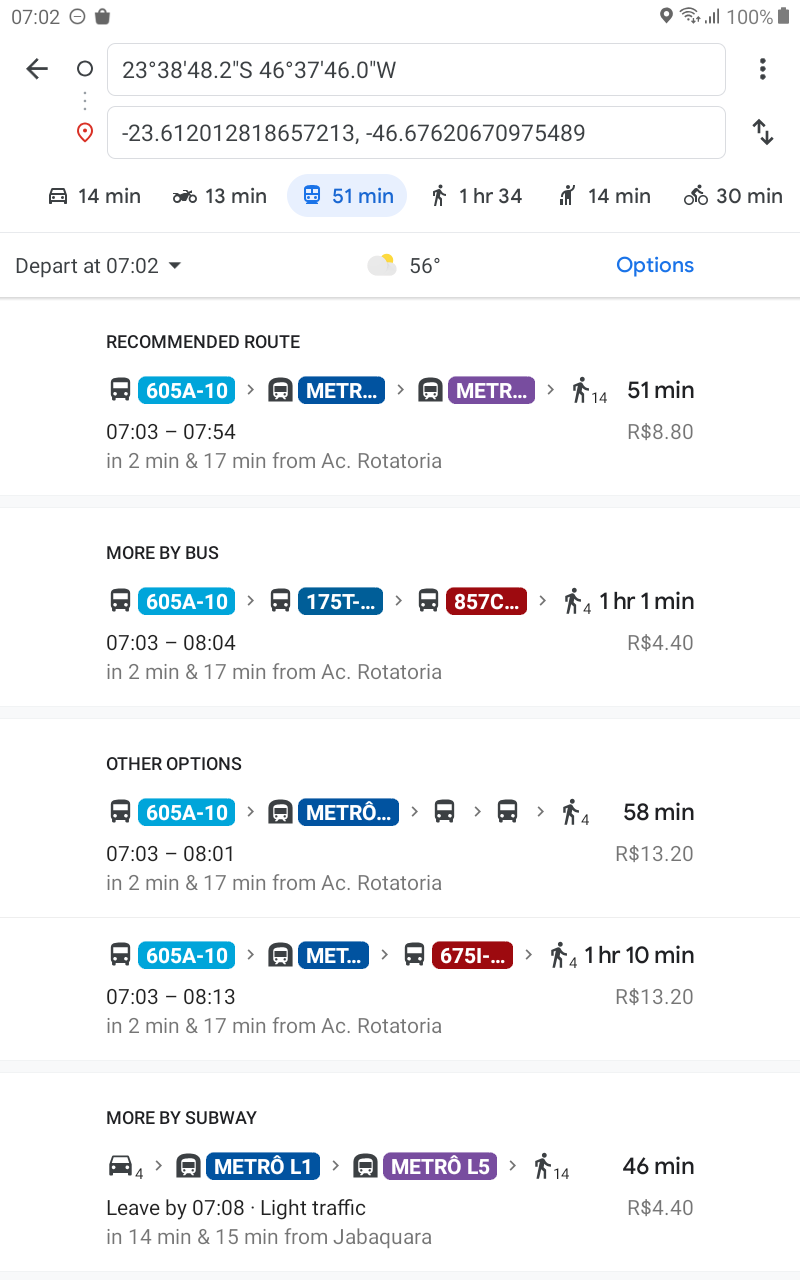 07:02 100%
23°38'48.2"S 46°37'46.0"W
-23.612012818657213, -46.67620670975489
14 min 13 min 51 min 1 hr 34 14 min 30 min
Depart at 07:02 56° Options
RECOMMENDED ROUTE
605A-10 METR... METR... 14 51 min
07:03 – 07:54 R$8.80
in 2 min & 17 min from Ac. Rotatoria
MORE BY BUS
605A-10 175T-... 857C... 4 1 hr 1 min
07:03 – 08:04 R$4.40
in 2 min & 17 min from Ac. Rotatoria
OTHER OPTIONS
605A-10 METRÔ... 4 58 min
07:03 – 08:01 R$13.20
in 2 min & 17 min from Ac. Rotatoria
605A-10 MET... 675I-... 4 1 hr 10 min
07:03 – 08:13 R$13.20
in 2 min & 17 min from Ac. Rotatoria
MORE BY SUBWAY
4 METRÔ L1 METRÔ L5 14 46 min
Leave by 07:08 · Light traffic R$4.40
in 14 min & 15 min from Jabaquara